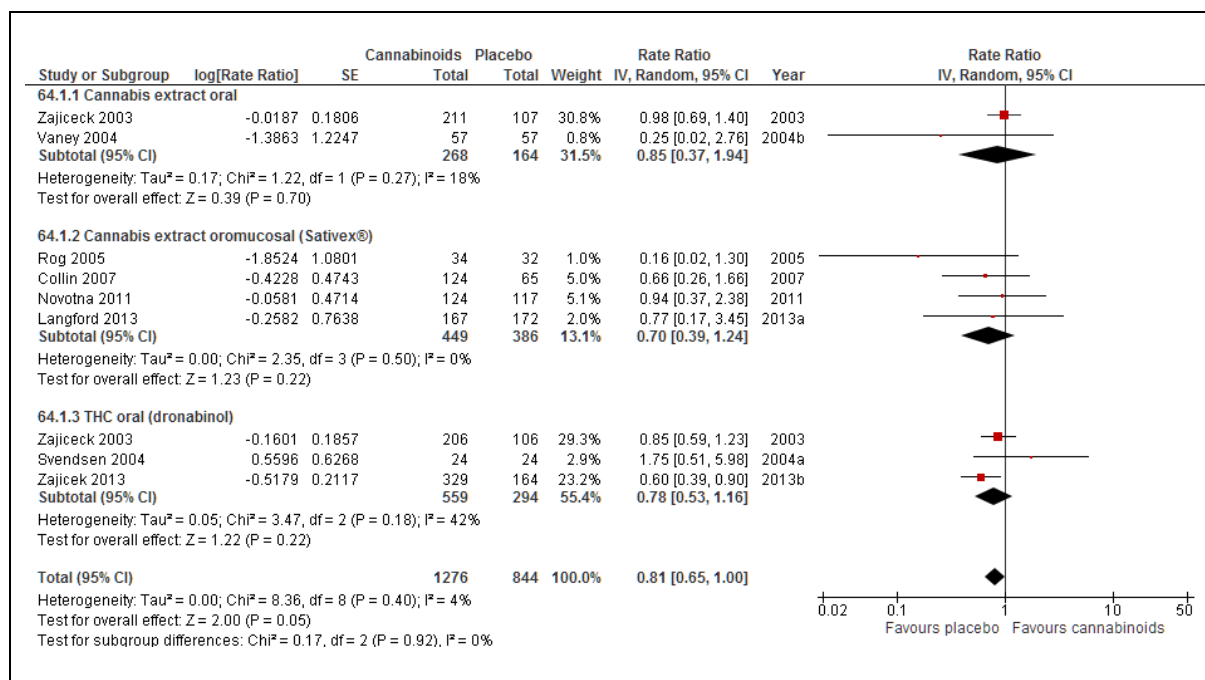 Cannabinoids Placebo Rate Ratio Rate Ratio
Study or Subgroup log[Rate Ratio] SE Total Total Weight IV, Random, 95% CI Year IV, Random, 95% CI
64.1.1 Cannabis extract oral
Zajiceck 2003 -0.0187 0.1806 211 107 30.8% 0.98 [0.69, 1.40] 2003
Vaney 2004 -1.3863 1.2247 57 57 0.8% 0.25 [0.02, 2.76] 2004b
Subtotal (95% CI) 268 164 31.5% 0.85 [0.37, 1.94]
Heterogeneity: Tau² = 0.17; Chi² = 1.22, df = 1 (P = 0.27); I² = 18%
Test for overall effect: Z = 0.39 (P = 0.70)
64.1.2 Cannabis extract oromucosal (Sativex®)
Rog 2005 -1.8524 1.0801 34 32 1.0% 0.16 [0.02, 1.30] 2005
Collin 2007 -0.4228 0.4743 124 65 5.0% 0.66 [0.26, 1.66] 2007
Novotna 2011 -0.0581 0.4714 124 117 5.1% 0.94 [0.37, 2.38] 2011
Langford 2013 -0.2582 0.7638 167 172 2.0% 0.77 [0.17, 3.45] 2013a
Subtotal (95% CI) 449 386 13.1% 0.70 [0.39, 1.24]
Heterogeneity: Tau² = 0.00; Chi² = 2.35, df = 3 (P = 0.50); I² = 0%
Test for overall effect: Z = 1.23 (P = 0.22)
64.1.3 THC oral (dronabinol)
Zajiceck 2003 -0.1601 0.1857 206 106 29.3% 0.85 [0.59, 1.23] 2003
Svendsen 2004 0.5596 0.6268 24 24 2.9% 1.75 [0.51, 5.98] 2004a
Zajicek 2013 -0.5179 0.2117 329 164 23.2% 0.60 [0.39, 0.90] 2013b
Subtotal (95% CI) 559 294 55.4% 0.78 [0.53, 1.16]
Heterogeneity: Tau² = 0.05; Chi² = 3.47, df = 2 (P = 0.18); I² = 42%
Test for overall effect: Z = 1.22 (P = 0.22)
Total (95% CI) 1276 844 100.0% 0.81 [0.65, 1.00]
Heterogeneity: Tau² = 0.00; Chi² = 8.36, df = 8 (P = 0.40); I² = 4%
Test for overall effect: Z = 2.00 (P = 0.05)
Test for subgroup differences: Chi² = 0.17, df = 2 (P = 0.92), I² = 0%
0.02 0.1 1 10 50
Favours placebo Favours cannabinoids